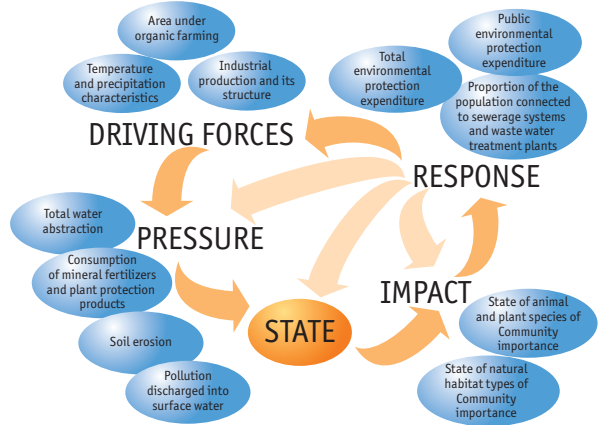 Area under
organic farming
Temperature
and precipitation
characteristics
Industrial
production and its
structure
DRIVING FORCES
Public
environmental
protection
expenditure
Total
environmental
protection
expenditure
Proportion of the
population connected
to sewerage systems
and waste water
treatment plants
RESPONSE
Total water
abstraction
PRESSURE
Consumption
of mineral fertilizers
and plant protection
products
Soil erosion
Pollution
discharged into
surface water
STATE
IMPACT
State of animal
and plant species of
Community
importance
State of natural
habitat types of
Community
importance